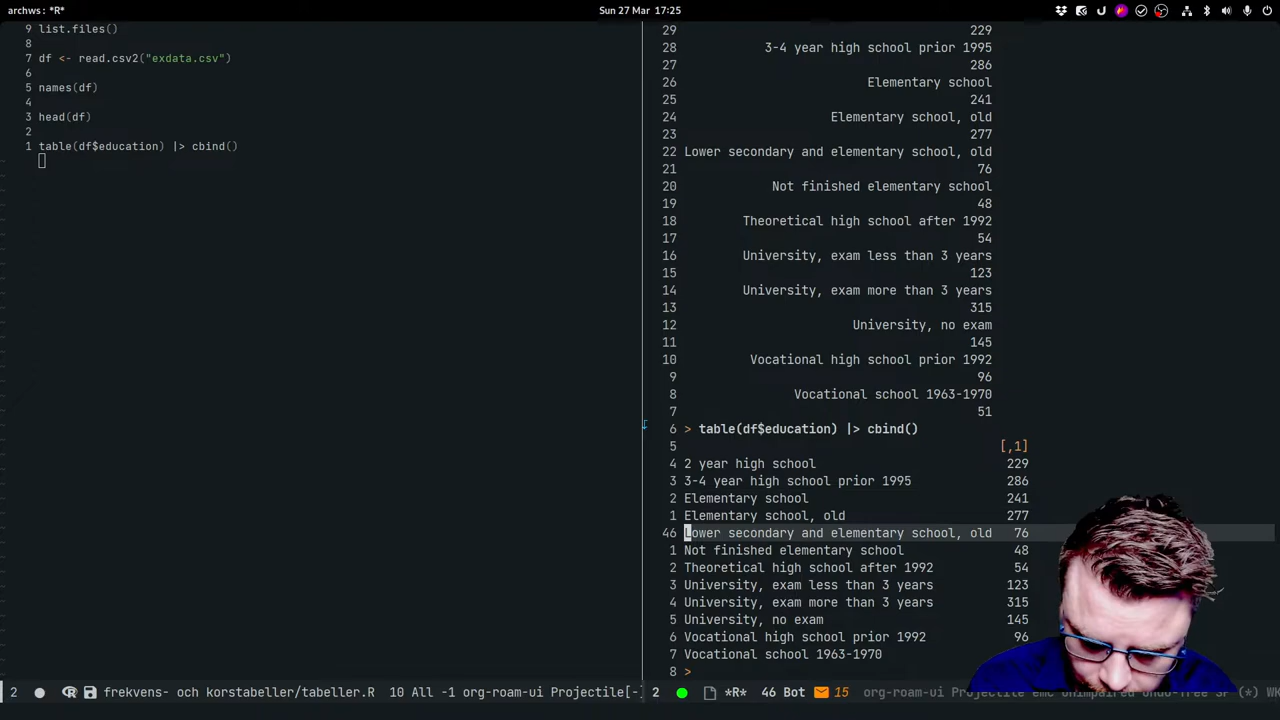 archws: *R*
Sun 27 Mar 17:25
9 list.files()
8
7 df <- read.csv2("exdata.csv")
6
5 names(df)
4
3 head(df)
2
1 table(df$education) |> cbind()
29 229
28 3-4 year high school prior 1995
27 286
26 Elementary school
25 241
24 Elementary school, old
23 277
22 Lower secondary and elementary school, old
21 76
20 Not finished elementary school
19 48
18 Theoretical high school after 1992
17 54
16 University, exam less than 3 years
15 123
14 University, exam more than 3 years
13 315
12 University, no exam
11 145
10 Vocational high school prior 1992
9 96
8 Vocational school 1963-1970
7 51
6 > table(df$education) |> cbind()
5 [,1]
4 2 year high school 229
3 3-4 year high school prior 1995 286
2 Elementary school 241
1 Elementary school, old 277
46 Lower secondary and elementary school, old 76
1 Not finished elementary school 48
2 Theoretical high school after 1992 54
3 University, exam less than 3 years 123
4 University, exam more than 3 years 315
5 University, no exam 145
6 Vocational high school prior 1992 96
7 Vocational school 1963-1970
8 >
2 frekvens- och korstabeller/tabeller.R 10 All -1 org-roam-ui Projectile[-
2 *R* 46 Bot 15 org-roam-ui Projectile emc Unimpaired Undo-Tree SP (*) WK